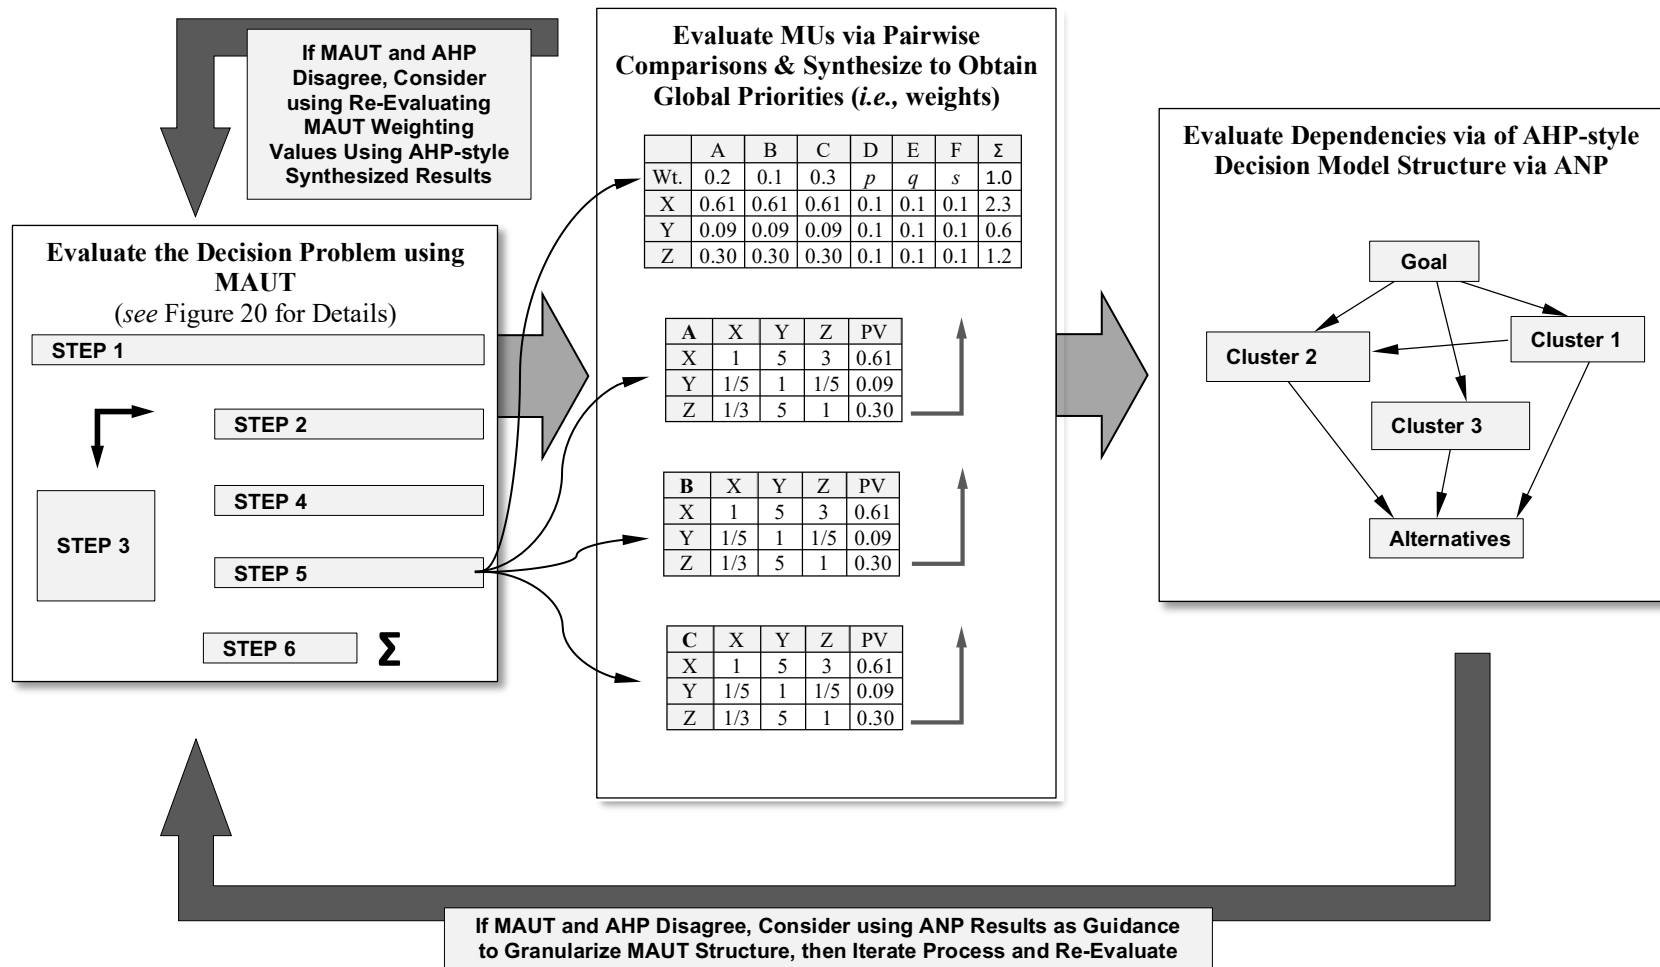 If MAUT and AHP
Disagree, Consider
using Re-Evaluating
MAUT Weighting
Values Using AHP-style
Synthesized Results
Evaluate the Decision Problem using
MAUT
(see Figure 20 for Details)
STEP 1
STEP 2
STEP 3
STEP 4
STEP 5
STEP 6 Σ
Evaluate MUs via Pairwise
Comparisons & Synthesize to Obtain
Global Priorities (i.e., weights)
A B C D E F Σ
Wt. 0.2 0.1 0.3 p q s 1.0
X 0.61 0.61 0.61 0.1 0.1 0.1 2.3
Y 0.09 0.09 0.09 0.1 0.1 0.1 0.6
Z 0.30 0.30 0.30 0.1 0.1 0.1 1.2
A X Y Z PV
X 1 5 3 0.61
Y 1/5 1 1/5 0.09
Z 1/3 5 1 0.30
B X Y Z PV
X 1 5 3 0.61
Y 1/5 1 1/5 0.09
Z 1/3 5 1 0.30
C X Y Z PV
X 1 5 3 0.61
Y 1/5 1 1/5 0.09
Z 1/3 5 1 0.30
Evaluate Dependencies via of AHP-style
Decision Model Structure via ANP
Goal
Cluster 1
Cluster 2
Cluster 3
Alternatives
If MAUT and AHP Disagree, Consider using ANP Results as Guidance
to Granularize MAUT Structure, then Iterate Process and Re-Evaluate